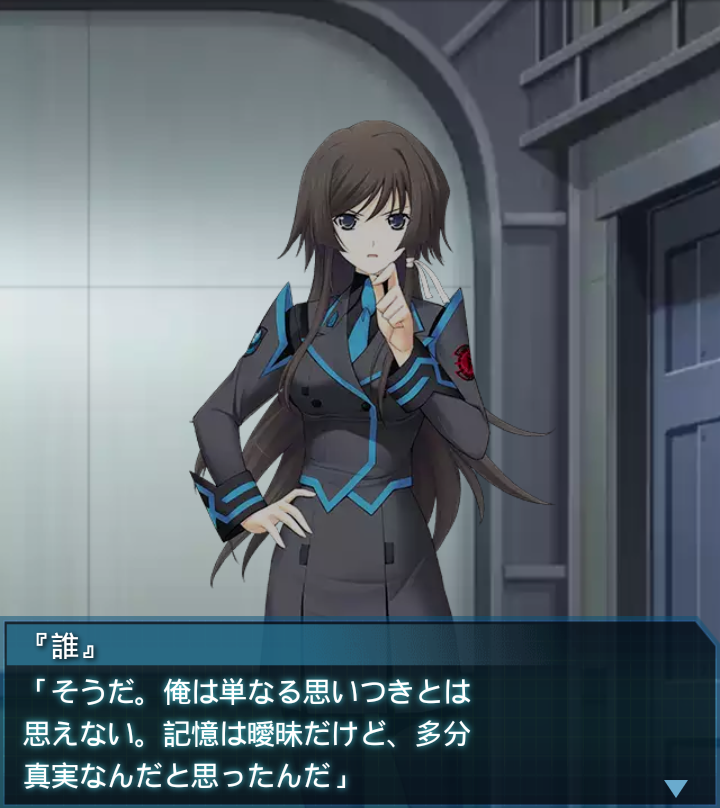 『誰』
「そうだ。俺は単なる思いつきとは
思えない。記憶は曖昧だけど、多分
真実なんだと思ったんだ」